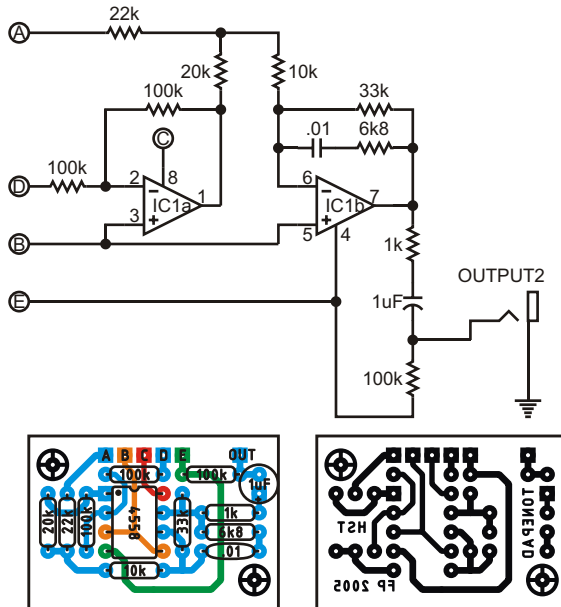 A
22k
20k
10k
100k
33k
C
.01
6k8
D
100k
2
8
1
6
7
3
IC1a
IC1b
5
4
B
1k
OUTPUT2
E
1uF
100k
A B C D E OUT
100k
100k
1uF
20k
22k
100k
4558
33k
1k
6k8
.01
10k
HST
TONEPAD
FP 2005